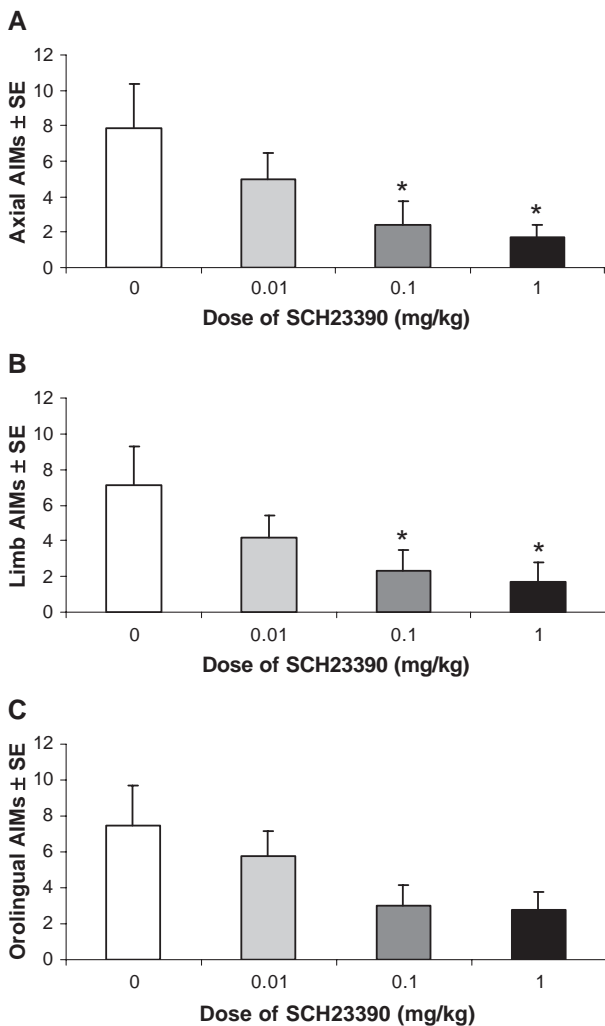 A
Axial AIMs ± SE
12
10
8
6
4
2
0
*
*
0 0.01 0.1 1
Dose of SCH23390 (mg/kg)
B
Limb AIMs ± SE
12
10
8
6
4
2
0
*
*
0 0.01 0.1 1
Dose of SCH23390 (mg/kg)
C
Orolingual AIMs ± SE
12
10
8
6
4
2
0
0 0.01 0.1 1
Dose of SCH23390 (mg/kg)